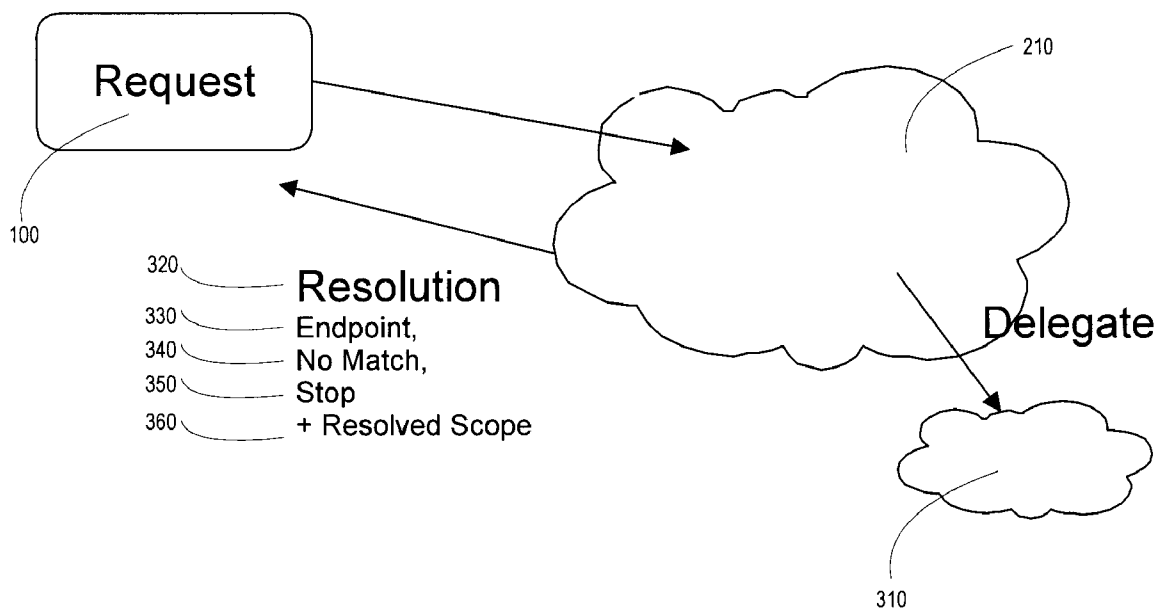 Request
210
100
320
Resolution
330
Endpoint,
340
No Match,
350
Stop
360
+ Resolved Scope
Delegate
310